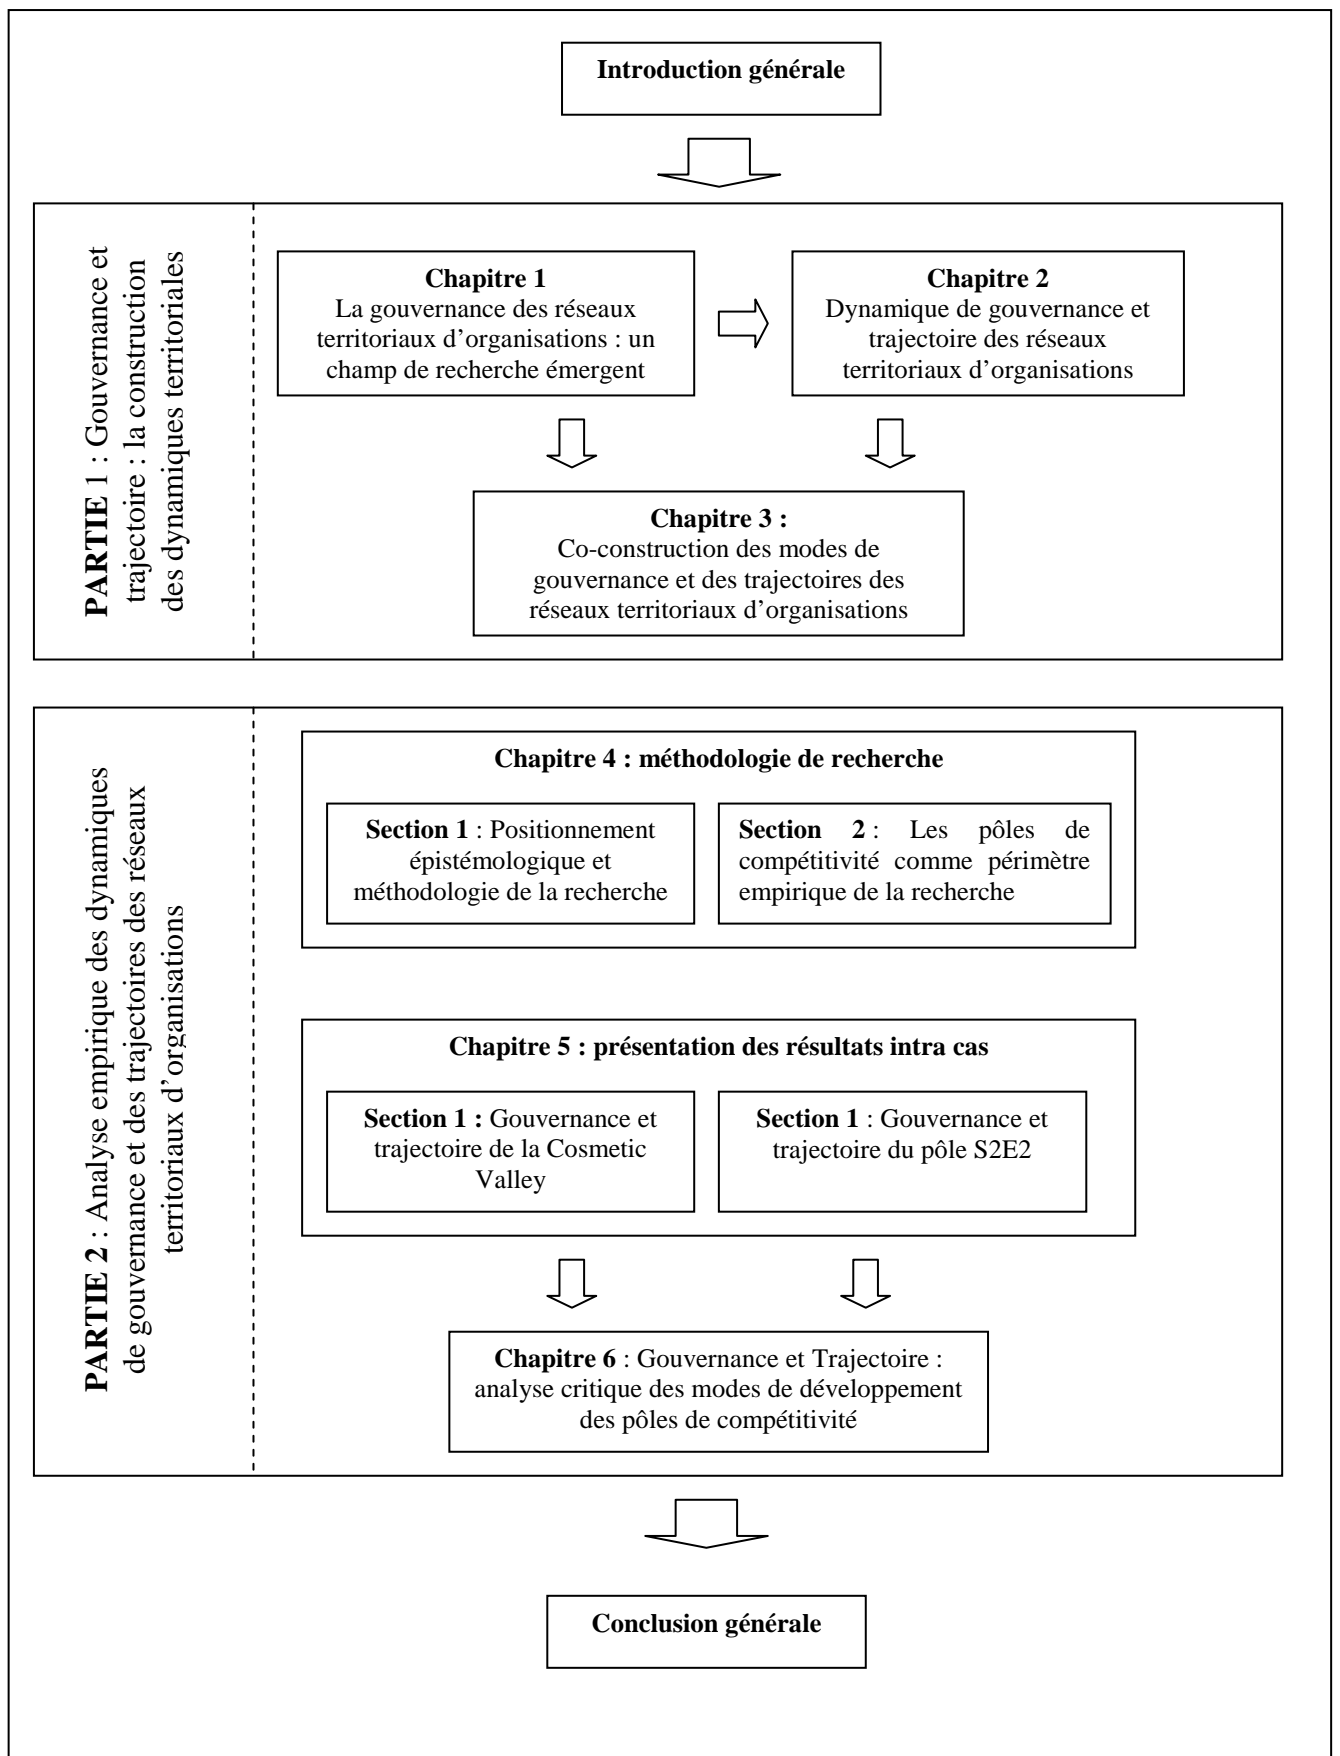 Introduction générale
PARTIE 1 : Gouvernance et
trajectoire : la construction
des dynamiques territoriales
Chapitre 1
La gouvernance des réseaux
territoriaux d’organisations : un
champ de recherche émergent
Chapitre 2
Dynamique de gouvernance et
trajectoire des réseaux
territoriaux d’organisations
Chapitre 3 :
Co-construction des modes de
gouvernance et des trajectoires des
réseaux territoriaux d’organisations
PARTIE 2 : Analyse empirique des dynamiques
de gouvernance et des trajectoires des réseaux
territoriaux d’organisations
Chapitre 4 : méthodologie de recherche
Section 1 : Positionnement
épistémologique et
méthodologie de la recherche
Section 2 : Les pôles de
compétitivité comme périmètre
empirique de la recherche
Chapitre 5 : présentation des résultats intra cas
Section 1 : Gouvernance et
trajectoire de la Cosmetic
Valley
Section 1 : Gouvernance et
trajectoire du pôle S2E2
Chapitre 6 : Gouvernance et Trajectoire :
analyse critique des modes de développement
des pôles de compétitivité
Conclusion générale